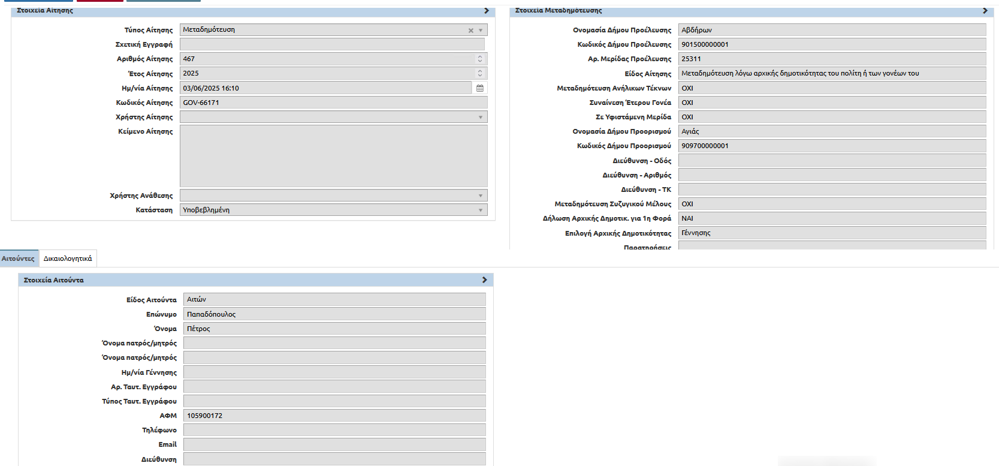 Στοιχεία Αίτησης
Τύπος Αίτησης Μεταδημότευση
Σχετική Εγγραφή
Αριθμός Αίτησης 467
Έτος Αίτησης 2025
Ημ/νία Αίτησης 03/06/2025 16:10
Κωδικός Αίτησης GOV-66171
Χρήστης Αίτησης
Κείμενο Αίτησης
Χρήστης Ανάθεσης
Κατάσταση Υποβεβλημένη
Στοιχεία Μεταδημότευσης
Ονομασία Δήμου Προέλευσης Αβδήρων
Κωδικός Δήμου Προέλευσης 901500000001
Αρ. Μερίδας Προέλευσης 25311
Είδος Αίτησης Μεταδημότευση λόγω αρχικής δημοτικότητας του πολίτη ή των γονέων του
Μεταδημότευση Ανήλικων Τέκνων ΟΧΙ
Συναίνεση Έτερου Γονέα ΟΧΙ
Σε Υφιστάμενη Μερίδα ΟΧΙ
Ονομασία Δήμου Προορισμού Αγιάς
Κωδικός Δήμου Προορισμού 909700000001
Διεύθυνση - Οδός
Διεύθυνση - Αριθμός
Διεύθυνση - ΤΚ
Μεταδημότευση Συζυγικού Μέλους ΟΧΙ
Δήλωση Αρχικής Δημοτικ. για 1η Φορά ΝΑΙ
Επιλογή Αρχικής Δημοτικότητας Γέννησης
Παρατηρήσεις
Αιτούντες Δικαιολογητικά
Στοιχεία Αιτούντα
Είδος Αιτούντα Αιτών
Επώνυμο Παπαδόπουλος
Όνομα Πέτρος
Όνομα πατρός/μητρός
Όνομα πατρός/μητρός
Ημ/νία Γέννησης
Αρ. Ταυτ. Εγγράφου
Τύπος Ταυτ. Εγγράφου
ΑΦΜ 105900172
Τηλέφωνο
Email
Διεύθυνση